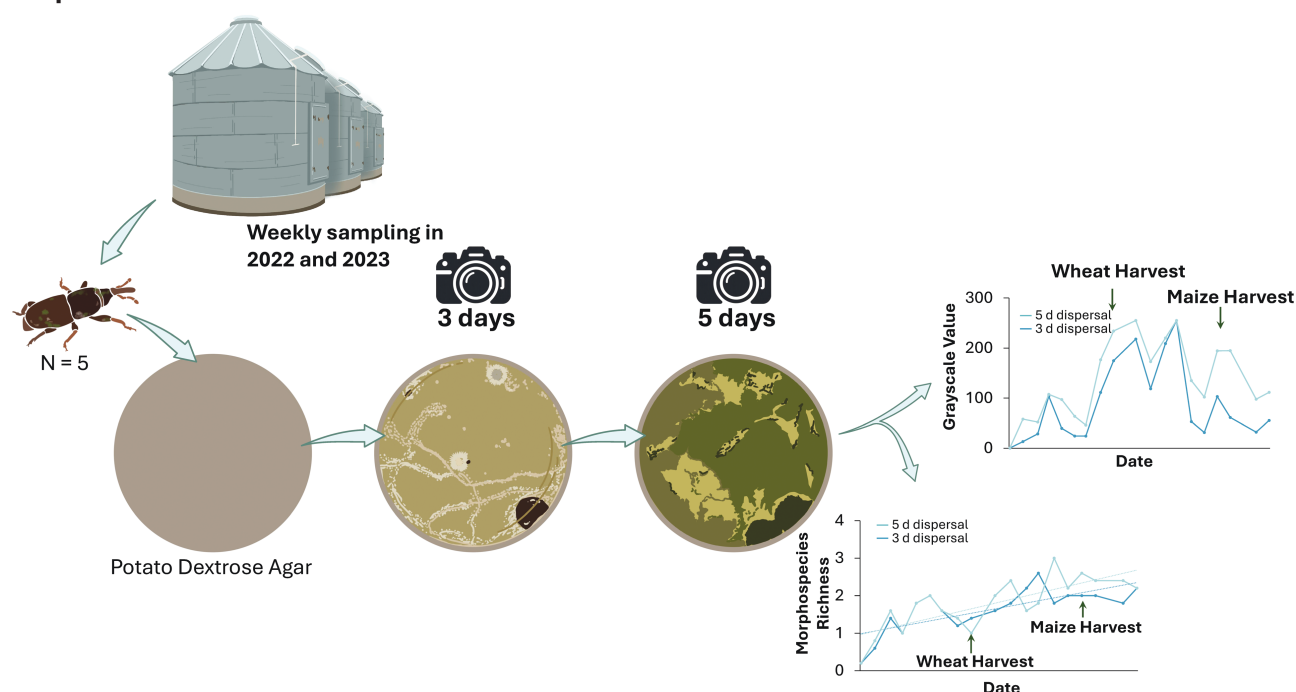 Weekly sampling in
2022 and 2023
N = 5
3 days
5 days
Potato Dextrose Agar
Wheat Harvest
Maize Harvest
Grayscale Value
300
200
100
0
5 d dispersal
3 d dispersal
Date
Morphospecies
Richness
4
3
2
1
0
5 d dispersal
3 d dispersal
Maize Harvest
Wheat Harvest
Date